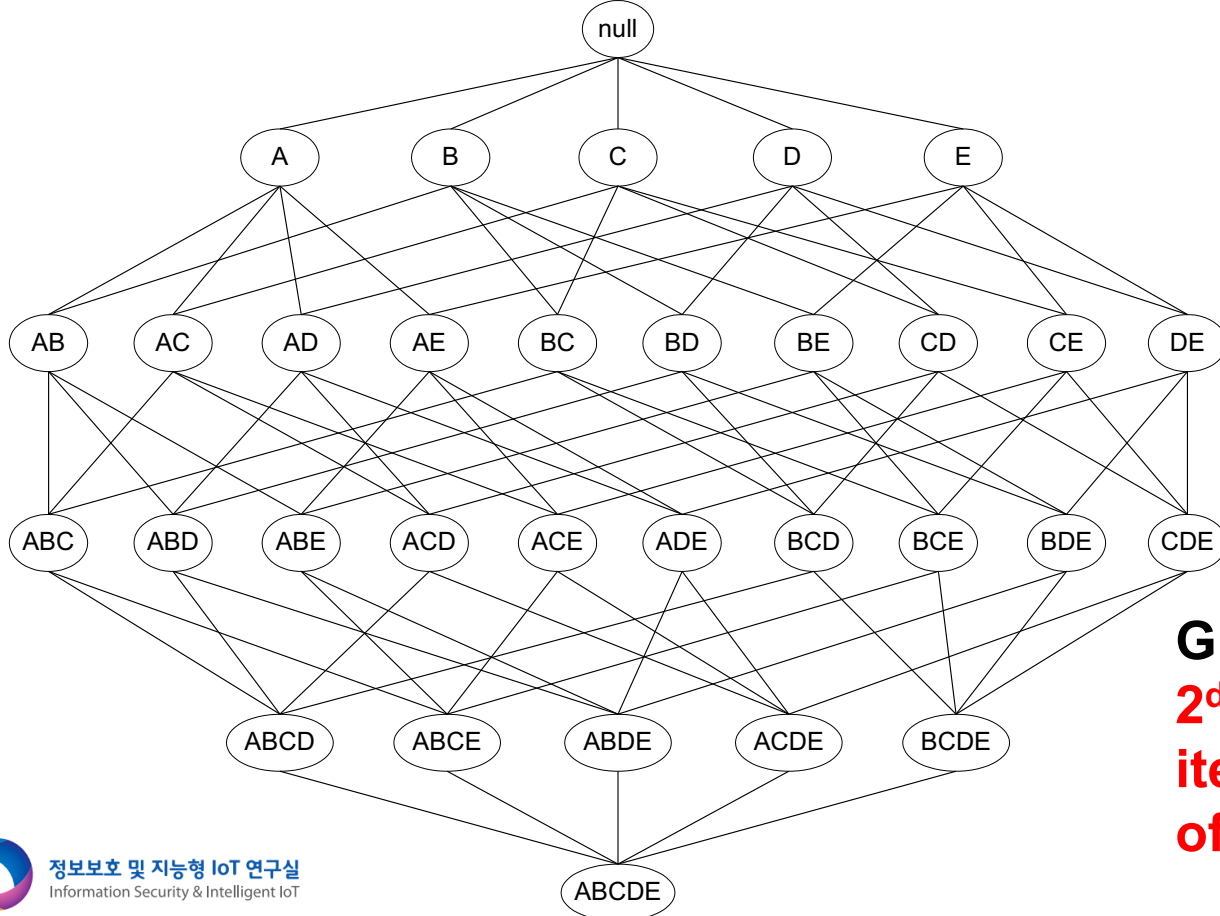 null
A B C D E
AB AC AD AE BC BD BE CD CE DE
ABC ABD ABE ACD ACE ADE BCD BCE BDE CDE
ABCD ABCE ABDE ACDE BCDE
ABCDE
G
2ᵈ
ite
of
정보보호 및 지능형 IoT 연구실
Information Security & Intelligent IoT